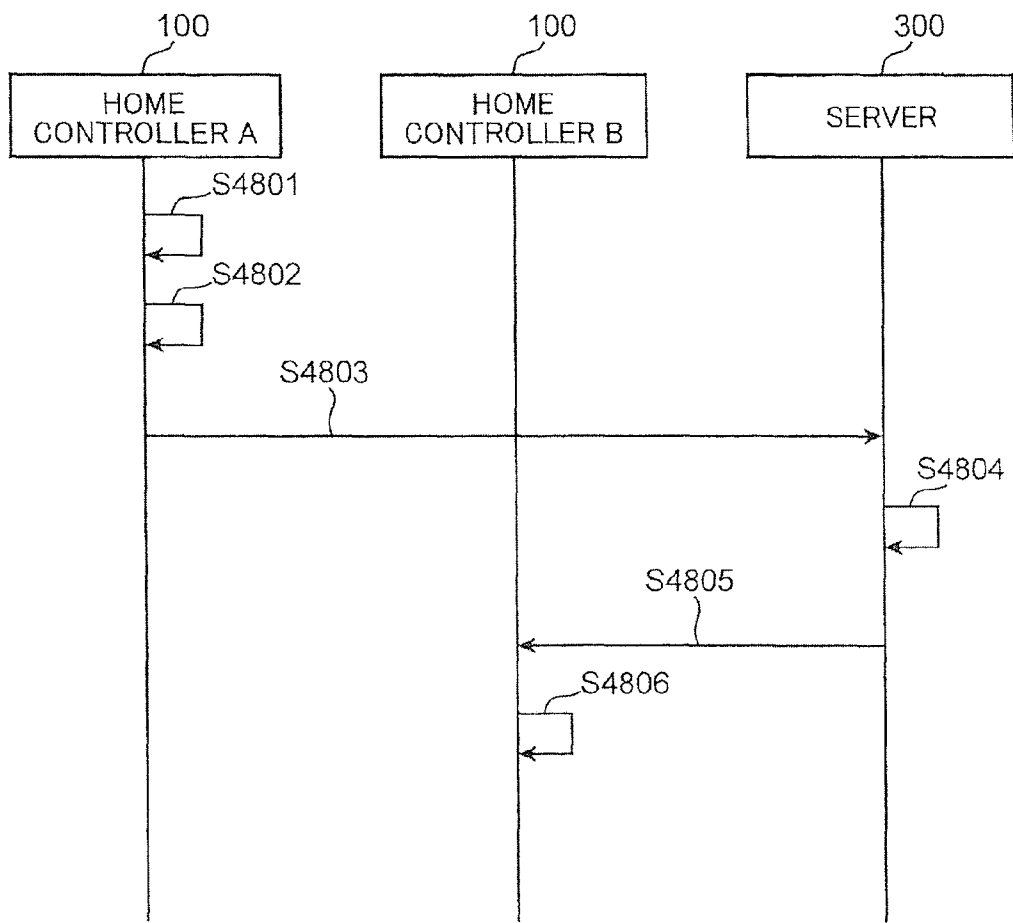 100
100
300
HOME
CONTROLLER A
HOME
CONTROLLER B
SERVER
S4801
S4802
S4803
S4804
S4805
S4806